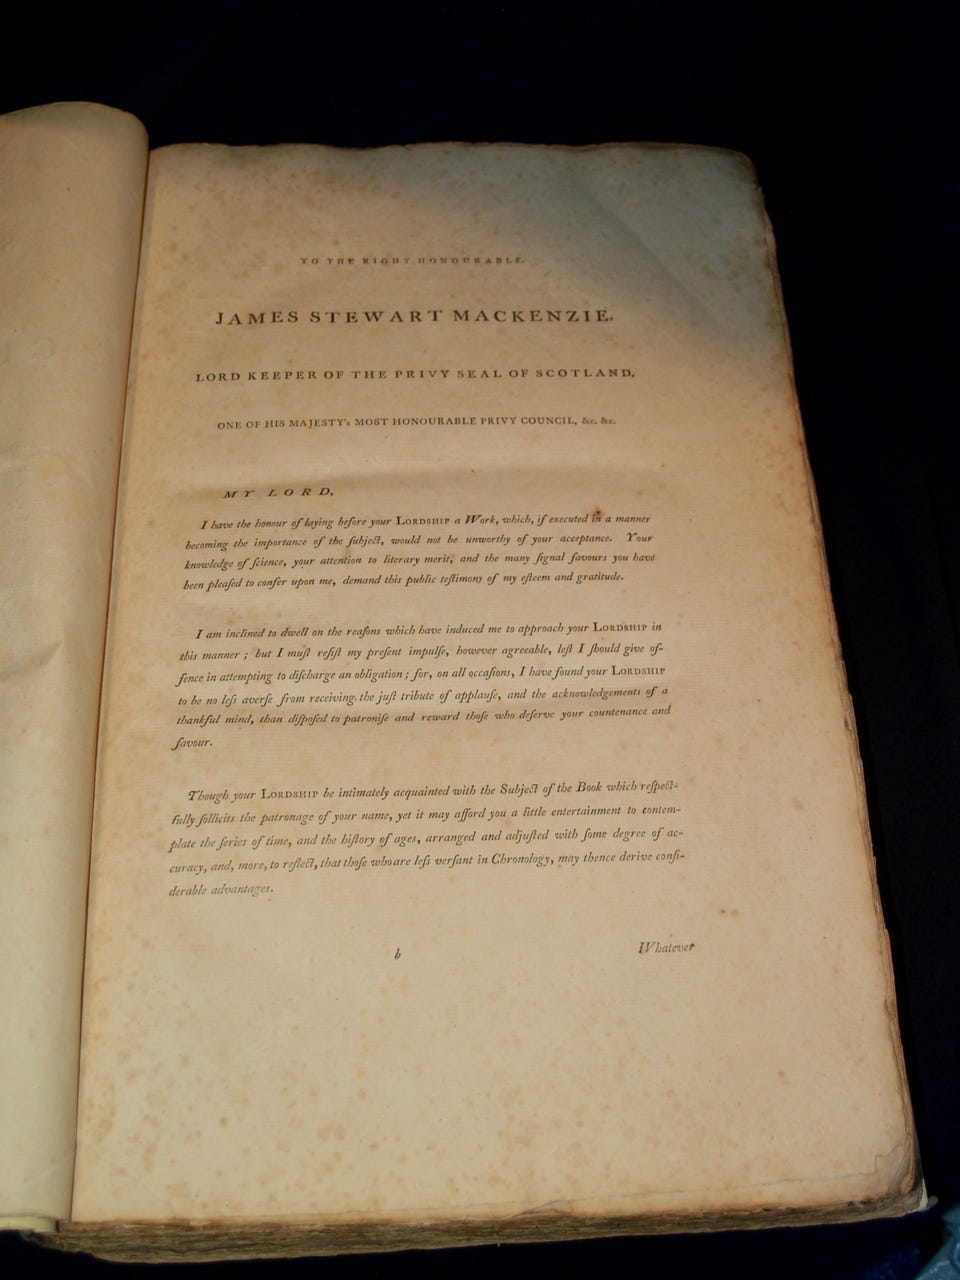 TO THE RIGHT HONOURABLE.
JAMES STEWART MACKENZIE,
LORD KEEPER OF THE PRIVY SEAL OF SCOTLAND,
ONE OF HIS MAJESTY's MOST HONOURABLE PRIVY COUNCIL, &c. &c.
MY LORD,
I have the honour of laying before your LORDSHIP a Work, which, if executed in a manner
becoming the importance of the ſubject, would not be unworthy of your acceptance. Your
knowledge of ſcience, your attention to literary merit, and the many ſignal favours you have
been pleaſed to confer upon me, demand this public teſtimony of my eſteem and gratitude.
I am inclined to dwell on the reaſons which have induced me to approach your LORDSHIP in
this manner; but I muſt reſiſt my preſent impulſe, however agreeable, leſt I ſhould give of-
fence in attempting to diſcharge an obligation; for, on all occaſions, I have found your LORDSHIP
to be no leſs averſe from receiving the juſt tribute of applauſe, and the acknowledgements of a
thankful mind, than diſpoſed to patroniſe and reward thoſe who deſerve your countenance and
favour.
Though your LORDSHIP be intimately acquainted with the Subject of the Book which reſpect-
fully ſollicits the patronage of your name, yet it may afford you a little entertainment to contem-
plate the ſeries of time, and the hiſtory of ages, arranged and adjuſted with ſome degree of ac-
curacy, and, more, to reflect, that thoſe who are leſs verſant in Chronology, may thence derive conſi-
derable advantages.
b
Whatever